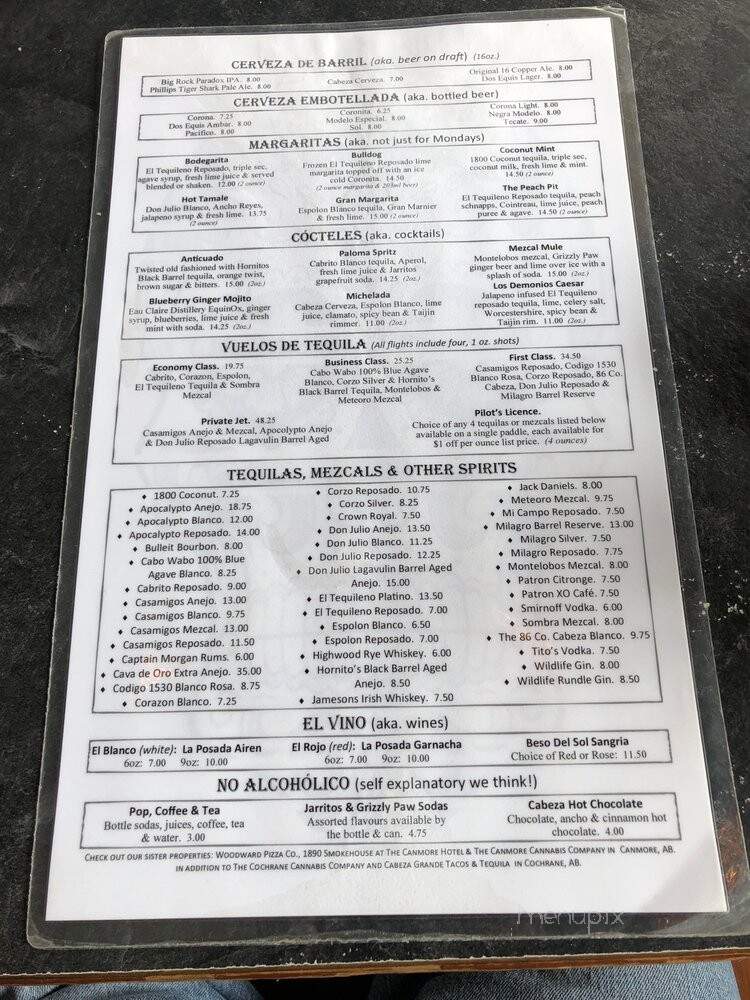 CERVEZA DE BARRIL (aka. beer on draft) (16oz.)
Big Rock Paradox IPA. 8.00
Phillips Tiger Shark Pale Ale. 8.00
Cabeza Cerveza. 7.00
Original 16 Copper Ale. 8.00
Dos Equis Lager. 8.00
CERVEZA EMBOTELLADA (aka. bottled beer)
Corona. 7.25
Dos Equis Ambar. 8.00
Pacifico. 8.00
Coronita. 6.25
Modelo Especial. 8.00
Sol. 8.00
Corona Light. 8.00
Negra Modelo. 8.00
Tecate. 9.00
MARGARITAS (aka. not just for Mondays)
Bodegarita
El Tequileno Reposado, triple sec,
agave syrup, fresh lime juice & served
blended or shaken. 12.00 (2 ounce)
Bulldog
Frozen El Tequileno Reposado lime
margarita topped off with an ice
cold Coronita. 14.50
(2 ounce margarita & 203ml beer)
Coconut Mint
1800 Coconut tequila, triple sec,
coconut milk, fresh lime & mint.
14.50 (2 ounce)
Hot Tamale
Don Julio Blanco, Ancho Reyes,
jalapeno syrup & fresh lime. 13.75
(2 ounce)
Gran Margarita
Espolon Blanco tequila, Gran Marnier
& fresh lime. 15.00 (2 ounce)
The Peach Pit
El Tequileno Reposado tequila, peach
schnapps, Cointreau, lime juice, peach
puree & agave. 14.50 (2 ounce)
CÓCTELES (aka. cocktails)
Anticuado
Twisted old fashioned with Hornitos
Black Barrel tequila, orange twist,
brown sugar & bitters. 15.00 (2oz.)
Paloma Spritz
Cabrito Blanco tequila, Aperol,
fresh lime juice & Jarritos
grapefruit soda. 14.25 (2oz.)
Mezcal Mule
Montelobos mezcal, Grizzly Paw
ginger beer and lime over ice with a
splash of soda. 15.00 (2oz.)
Blueberry Ginger Mojito
Eau Claire Distillery EquinOx, ginger
syrup, blueberries, lime juice & fresh
mint with soda. 14.25 (2oz.)
Michelada
Cabeza Cerveza, Espolon Blanco, lime
juice, clamato, spicy bean & Taijin
rimmer. 11.00 (2oz.)
Los Demonios Caesar
Jalapeno infused El Tequileno
reposado tequila, lime, celery salt,
Worcestershire, spicy bean &
Taijin rim. 11.00 (2oz.)
VUELOS DE TEQUILA (All flights include four, 1 oz. shots)
Economy Class. 19.75
Cabrito, Corazon, Espolon,
El Tequileno Tequila & Sombra
Mezcal
Business Class. 25.25
Cabo Wabo 100% Blue Agave
Blanco, Corzo Silver & Hornito's
Black Barrel Tequila, Montelobos &
Meteoro Mezcal
First Class. 34.50
Casamigos Reposado, Codigo 1530
Blanco Rosa, Corzo Reposado, 86 Co.
Cabeza, Don Julio Reposado &
Milagro Barrel Reserve
Private Jet. 48.25
Casamigos Anejo & Mezcal, Apocolypto Anejo
& Don Julio Reposado Lagavulin Barrel Aged
Pilot's Licence.
Choice of any 4 tequilas or mezcals listed below
available on a single paddle, each available for
$1 off per ounce list price. (4 ounces)
TEQUILAS, MEZCALS & OTHER SPIRITS
♦ 1800 Coconut. 7.25
♦ Apocalypto Anejo. 18.75
♦ Apocalypto Blanco. 12.00
♦ Apocalypto Reposado. 14.00
♦ Bulleit Bourbon. 8.00
♦ Cabo Wabo 100% Blue
Agave Blanco. 8.25
♦ Cabrito Reposado. 9.00
♦ Casamigos Anejo. 13.00
♦ Casamigos Blanco. 9.75
♦ Casamigos Mezcal. 13.00
♦ Casamigos Reposado. 11.50
♦ Captain Morgan Rums. 6.00
♦ Cava de Oro Extra Anejo. 35.00
♦ Codigo 1530 Blanco Rosa. 8.75
♦ Corazon Blanco. 7.25
♦ Corzo Reposado. 10.75
♦ Corzo Silver. 8.25
♦ Crown Royal. 7.50
♦ Don Julio Anejo. 13.50
♦ Don Julio Blanco. 11.25
♦ Don Julio Reposado. 12.25
♦ Don Julio Lagavulin Barrel Aged
Anejo. 15.00
♦ El Tequileno Platino. 13.50
♦ El Tequileno Reposado. 7.00
♦ Espolon Blanco. 6.50
♦ Espolon Reposado. 7.00
♦ Highwood Rye Whiskey. 6.00
♦ Hornito's Black Barrel Aged
Anejo. 8.50
♦ Jamesons Irish Whiskey. 7.50
♦ Jack Daniels. 8.00
♦ Meteoro Mezcal. 9.75
♦ Mi Campo Reposado. 7.50
♦ Milagro Barrel Reserve. 13.00
♦ Milagro Silver. 7.50
♦ Milagro Reposado. 7.75
♦ Montelobos Mezcal. 8.00
♦ Patron Citronge. 7.50
♦ Patron XO Café. 7.50
♦ Smirnoff Vodka. 6.00
♦ Sombra Mezcal. 8.00
♦ The 86 Co. Cabeza Blanco. 9.75
♦ Tito's Vodka. 7.50
♦ Wildlife Gin. 8.00
♦ Wildlife Rundle Gin. 8.50
EL VINO (aka. wines)
El Blanco (white): La Posada Airen
6oz: 7.00 9oz: 10.00
El Rojo (red): La Posada Garnacha
6oz: 7.00 9oz: 10.00
Beso Del Sol Sangria
Choice of Red or Rose: 11.50
NO ALCOHÓLICO (self explanatory we think!)
Pop, Coffee & Tea
Bottle sodas, juices, coffee, tea
& water. 3.00
Jarritos & Grizzly Paw Sodas
Assorted flavours available by
the bottle & can. 4.75
Cabeza Hot Chocolate
Chocolate, ancho & cinnamon hot
chocolate. 4.00
CHECK OUT OUR SISTER PROPERTIES: WOODWARD PIZZA CO., 1890 SMOKEHOUSE AT THE CANMORE HOTEL & THE CANMORE CANNABIS COMPANY IN CANMORE, AB.
IN ADDITION TO THE COCHRANE CANNABIS COMPANY AND CABEZA GRANDE TACOS & TEQUILA IN COCHRANE, AB.
menupix